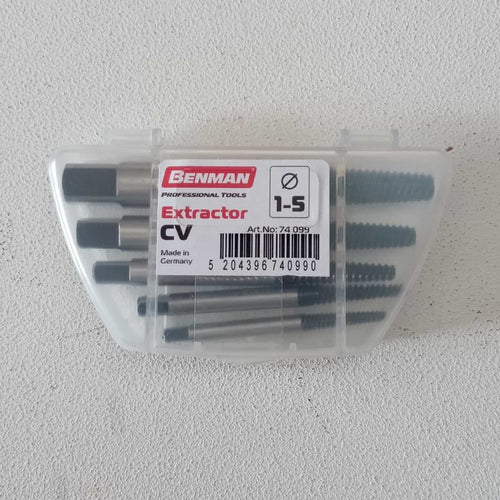 BENMAN
PROFESSIONAL TOOLS
Extractor
CV
Made in
Germany
Ø
1-5
Art.No: 74 099
5 204396 740990